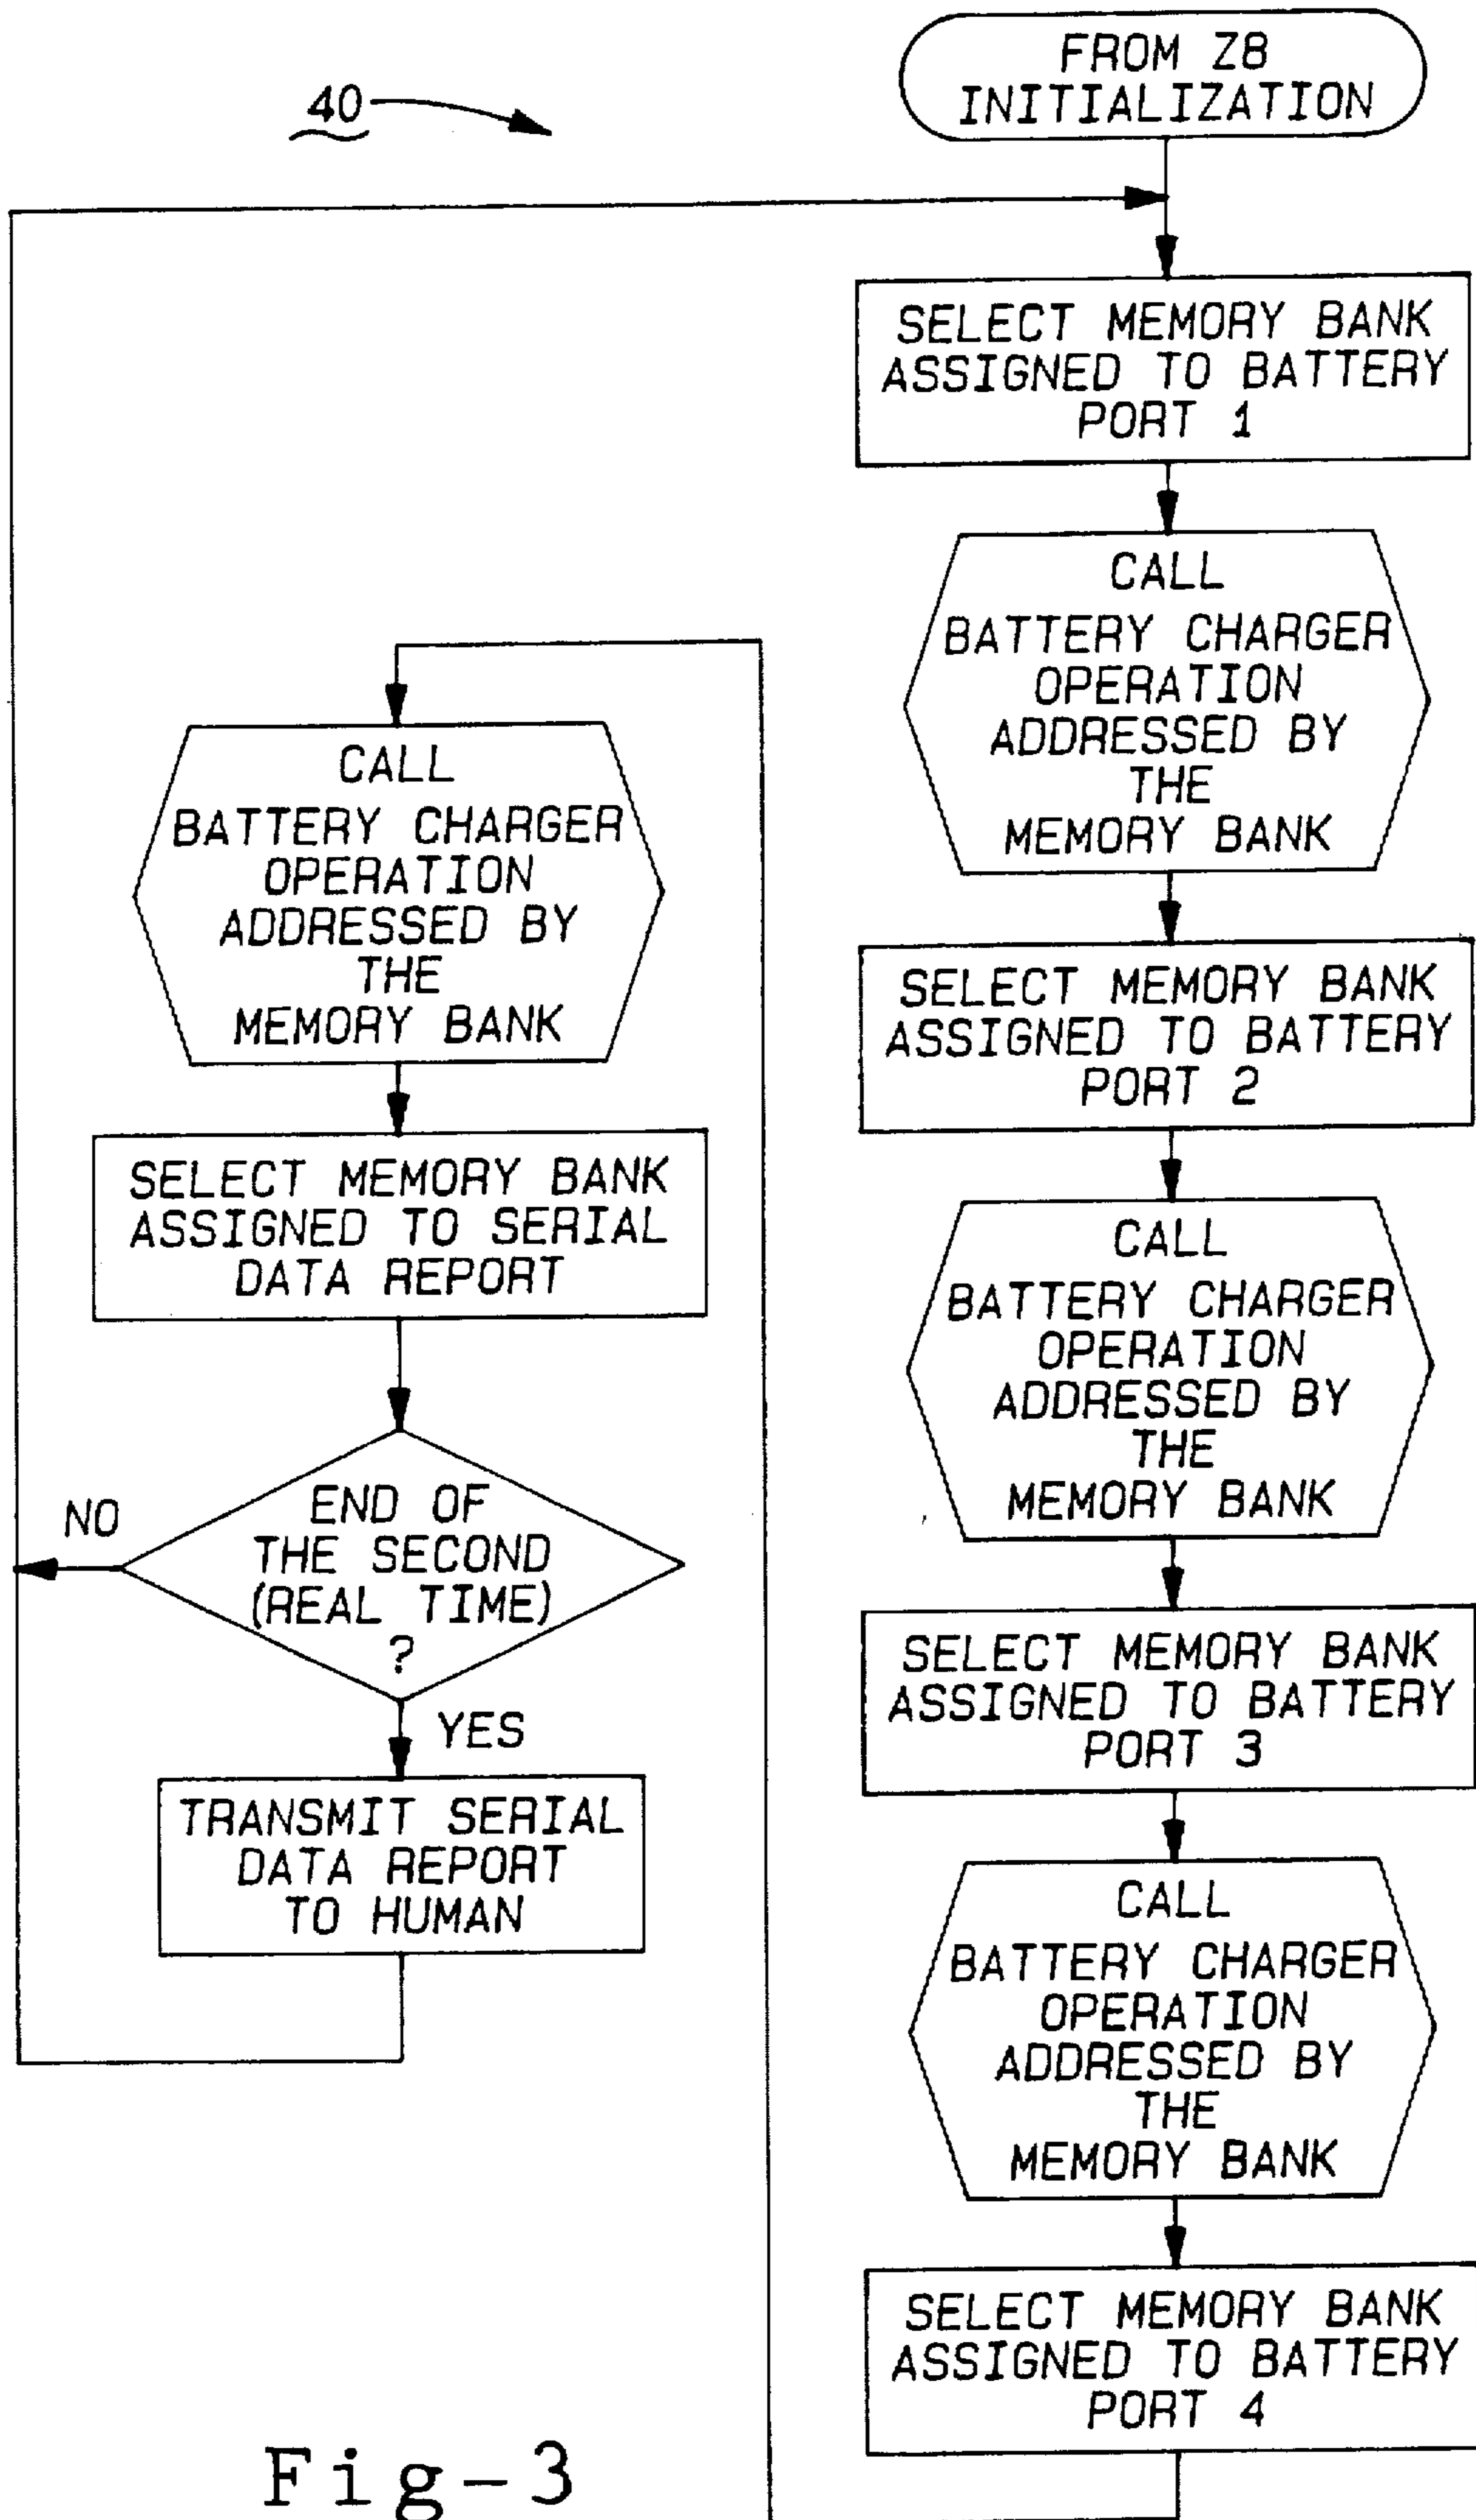 40
FROM Z8
INITIALIZATION
SELECT MEMORY BANK
ASSIGNED TO BATTERY
PORT 1
CALL
BATTERY CHARGER
OPERATION
ADDRESSED BY
THE
MEMORY BANK
SELECT MEMORY BANK
ASSIGNED TO BATTERY
PORT 2
CALL
BATTERY CHARGER
OPERATION
ADDRESSED BY
THE
MEMORY BANK
SELECT MEMORY BANK
ASSIGNED TO BATTERY
PORT 3
CALL
BATTERY CHARGER
OPERATION
ADDRESSED BY
THE
MEMORY BANK
SELECT MEMORY BANK
ASSIGNED TO BATTERY
PORT 4
CALL
BATTERY CHARGER
OPERATION
ADDRESSED BY
THE
MEMORY BANK
SELECT MEMORY BANK
ASSIGNED TO SERIAL
DATA REPORT
END OF
THE SECOND
(REAL TIME)
?
NO
YES
TRANSMIT SERIAL
DATA REPORT
TO HUMAN
Fig-3